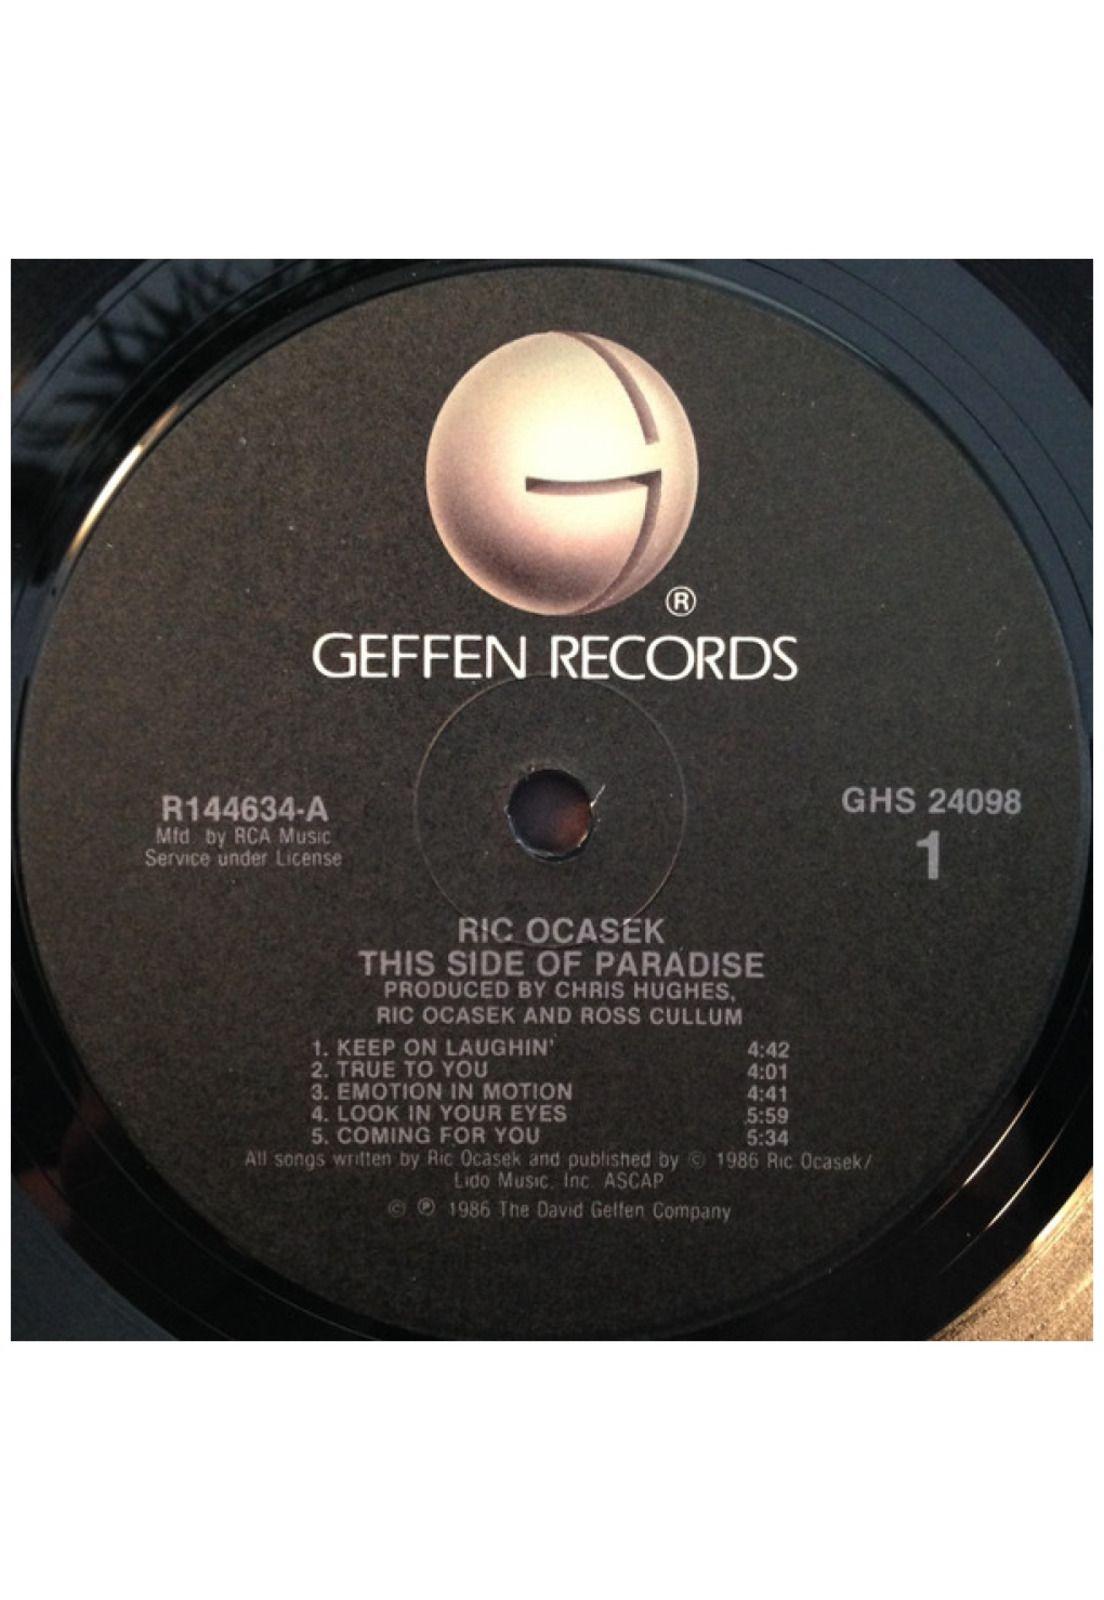 ®
GEFFEN RECORDS
R144634-A
Mfd. by RCA Music
Service under License
GHS 24098
1
RIC OCASEK
THIS SIDE OF PARADISE
PRODUCED BY CHRIS HUGHES,
RIC OCASEK AND ROSS CULLUM
1. KEEP ON LAUGHIN' 4:42
2. TRUE TO YOU 4:01
3. EMOTION IN MOTION 4:41
4. LOOK IN YOUR EYES 5:59
5. COMING FOR YOU 5:34
All songs written by Ric Ocasek and published by © 1986 Ric Ocasek/
Lido Music, Inc. ASCAP
© ℗ 1986 The David Geffen Company